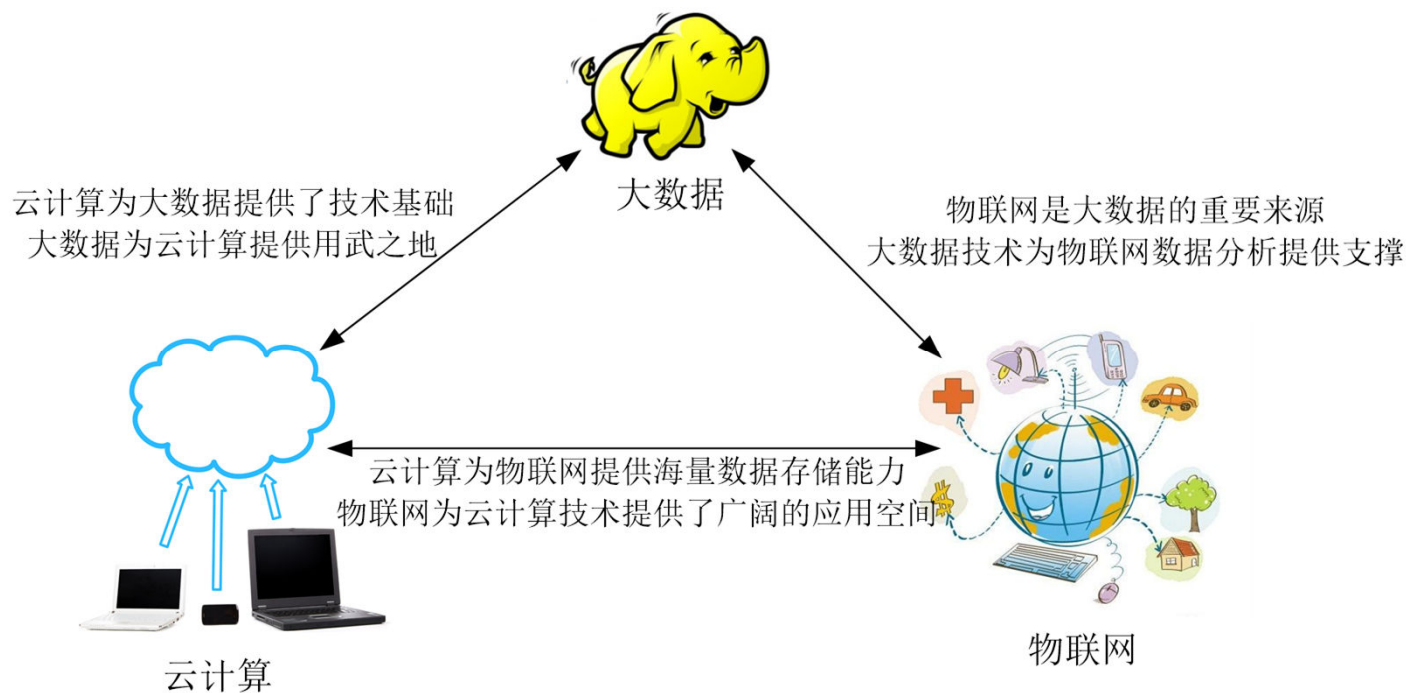 大数据
云计算为大数据提供了技术基础
大数据为云计算提供用武之地
物联网是大数据的重要来源
大数据技术为物联网数据分析提供支撑
云计算为物联网提供海量数据存储能力
物联网为云计算技术提供了广阔的应用空间
$
云计算
物联网